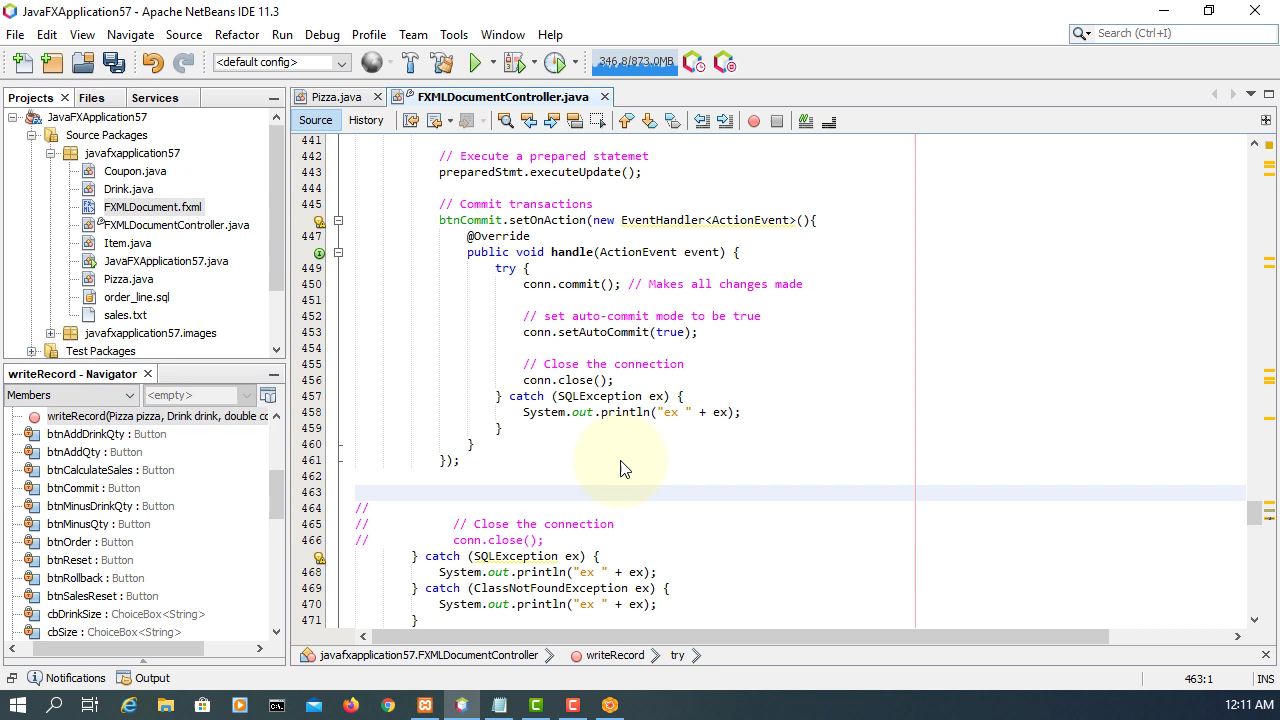 JavaFXApplication57 - Apache NetBeans IDE 11.3
File Edit View Navigate Source Refactor Run Debug Profile Team Tools Window Help
Search (Ctrl+I)
<default config>
346.8/873.0MB
Projects
Files
Services
Pizza.java
FXMLDocumentController.java
Source
History
JavaFXApplication57
Source Packages
javafxapplication57
Coupon.java
Drink.java
FXMLDocument.fxml
FXMLDocumentController.java
Item.java
JavaFXApplication57.java
Pizza.java
order_line.sql
sales.txt
javafxapplication57.images
Test Packages
writeRecord - Navigator
Members
<empty>
writeRecord(Pizza pizza, Drink drink, double co
btnAddDrinkQty : Button
btnAddQty : Button
btnCalculateSales : Button
btnCommit : Button
btnMinusDrinkQty : Button
btnMinusQty : Button
btnOrder : Button
btnReset : Button
btnRollback : Button
btnSalesReset : Button
cbDrinkSize : ChoiceBox<String>
cbSize : ChoiceBox<String>
441
442 // Execute a prepared statemet
443 preparedStmt.executeUpdate();
444
445 // Commit transactions
btnCommit.setOnAction(new EventHandler<ActionEvent>(){
447 @Override
public void handle(ActionEvent event) {
449 try {
450 conn.commit(); // Makes all changes made
451
452 // set auto-commit mode to be true
453 conn.setAutoCommit(true);
454
455 // Close the connection
456 conn.close();
457 } catch (SQLException ex) {
458 System.out.println("ex " + ex);
459 }
460 }
461 });
462
463
464 //
465 // // Close the connection
466 // conn.close();
} catch (SQLException ex) {
468 System.out.println("ex " + ex);
469 } catch (ClassNotFoundException ex) {
470 System.out.println("ex " + ex);
471 }
javafxapplication57.FXMLDocumentController
writeRecord
try
Notifications
Output
463:1
INS
12:11 AM